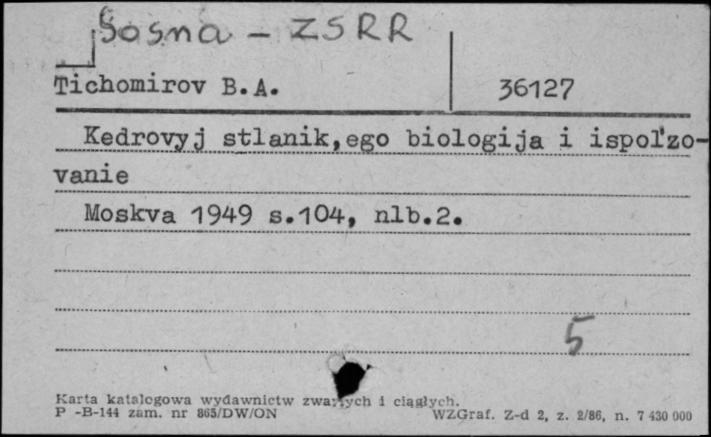 Sosna - ZSRR
Tichomirov B.A.
36127
Kedrovyj stlanik,ego biologija i ispol'zo-
vanie
Moskva 1949 s.104, nlb.2.
5
Karta katalogowa wydawnictw zwartych i ciągłych.
P -B-144 zam. nr 865/DW/ON
WZGraf. Z-d 2, z. 2/86, n. 7 430 000